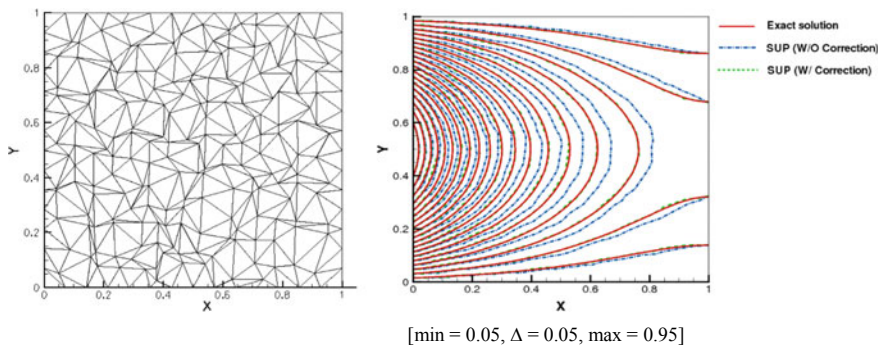 1
0.8
0.6
0.4
0.2
0
Y
0 0.2 0.4 0.6 0.8 1
X
1
0.8
0.6
0.4
0.2
0
Y
0 0.2 0.4 0.6 0.8 1
X
Exact solution
SUP (W/O Correction)
SUP (W/ Correction)
[min = 0.05, Δ = 0.05, max = 0.95]